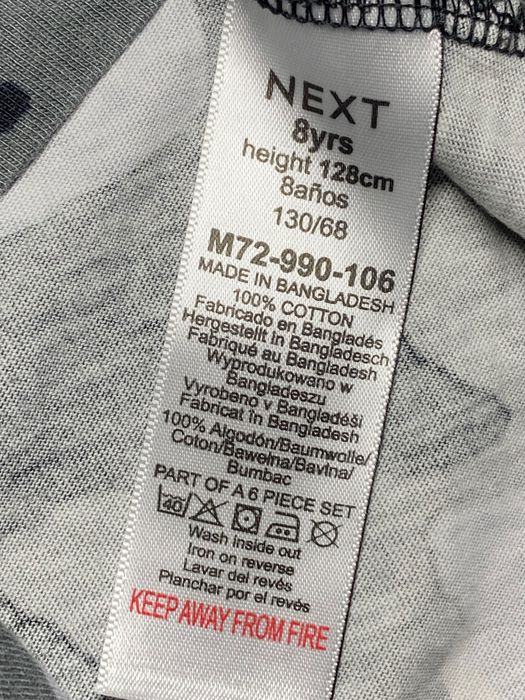 NEXT
8yrs
height 128cm
8años
130/68
M72-990-106
MADE IN BANGLADESH
100% COTTON
Fabricado en Bangladés
Hergestellt in Bangladesch
Fabriqué au Bangladesh
Wyprodukowano w
Bangladeszu
Vyrobeno v Bangladéši
Fabricat în Bangladesh
100% Algodón/Baumwolle/
Coton/Bawełna/Bavlna/
Bumbac
PART OF A 6 PIECE SET
40
Wash inside out
Iron on reverse
Lavar del revés
Planchar por el revés
KEEP AWAY FROM FIRE